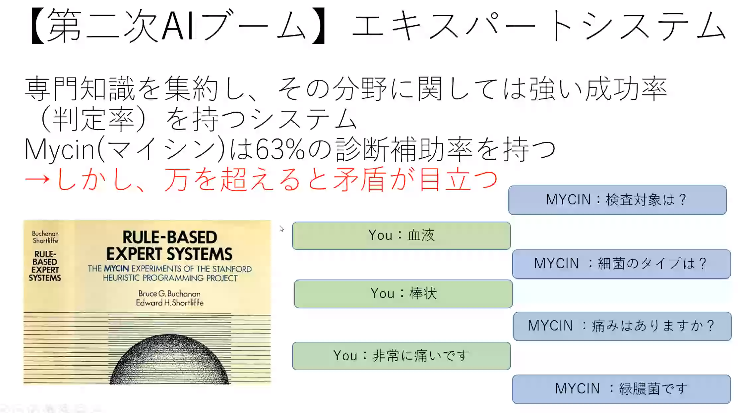 【第二次AIブーム】エキスパートシステム
専門知識を集約し、その分野に関しては強い成功率
（判定率）を持つシステム
Mycin(マイシン)は63%の診断補助率を持つ
→しかし、万を超えると矛盾が目立つ
MYCIN：検査対象は？
You：血液
MYCIN ：細菌のタイプは？
You：棒状
MYCIN ：痛みはありますか？
You：非常に痛いです
MYCIN ：緑膿菌です
Buchanan
Shortliffe
RULE-
BASED
EXPERT
SYSTEMS
RULE-BASED
EXPERT SYSTEMS
THE MYCIN EXPERIMENTS OF THE STANFORD
HEURISTIC PROGRAMMING PROJECT
Bruce G. Buchanan
Edward H. Shortliffe